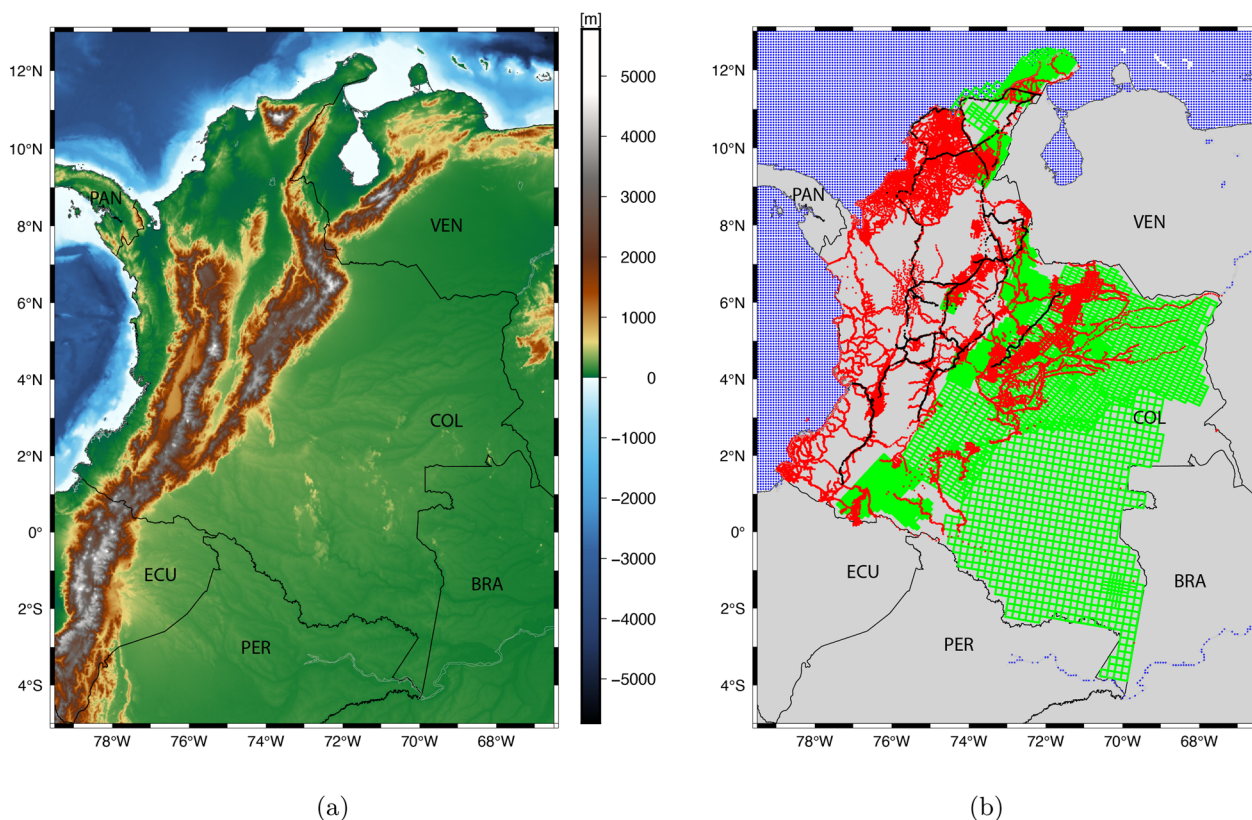 [m]
12°
10°N
8°N
6°N
4°N
2°N
0°
2°S
4°S
78°W
76°W
74°W
72°W
70°W
68°W
PAN
VEN
COL
ECU
BRA
PER
5000
4000
3000
2000
1000
0
−1000
−2000
−3000
−4000
−5000
12°N
10°N
8°N
6°N
4°N
2°N
0°
2°S
4°S
78°W
76°W
74°W
72°W
70°W
68°W
PAN
VEN
COL
ECU
BRA
PER
(a)
(b)